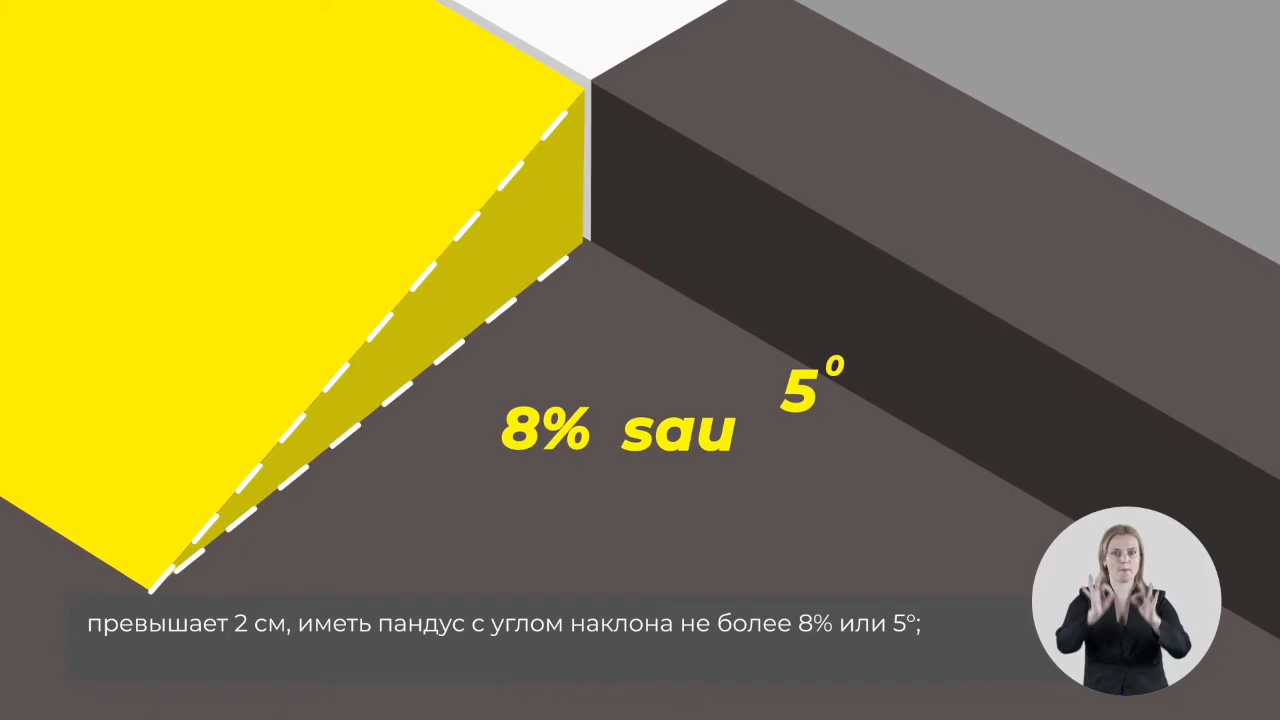 8% sau 5°
превышает 2 см, иметь пандус с углом наклона не более 8% или 5°;